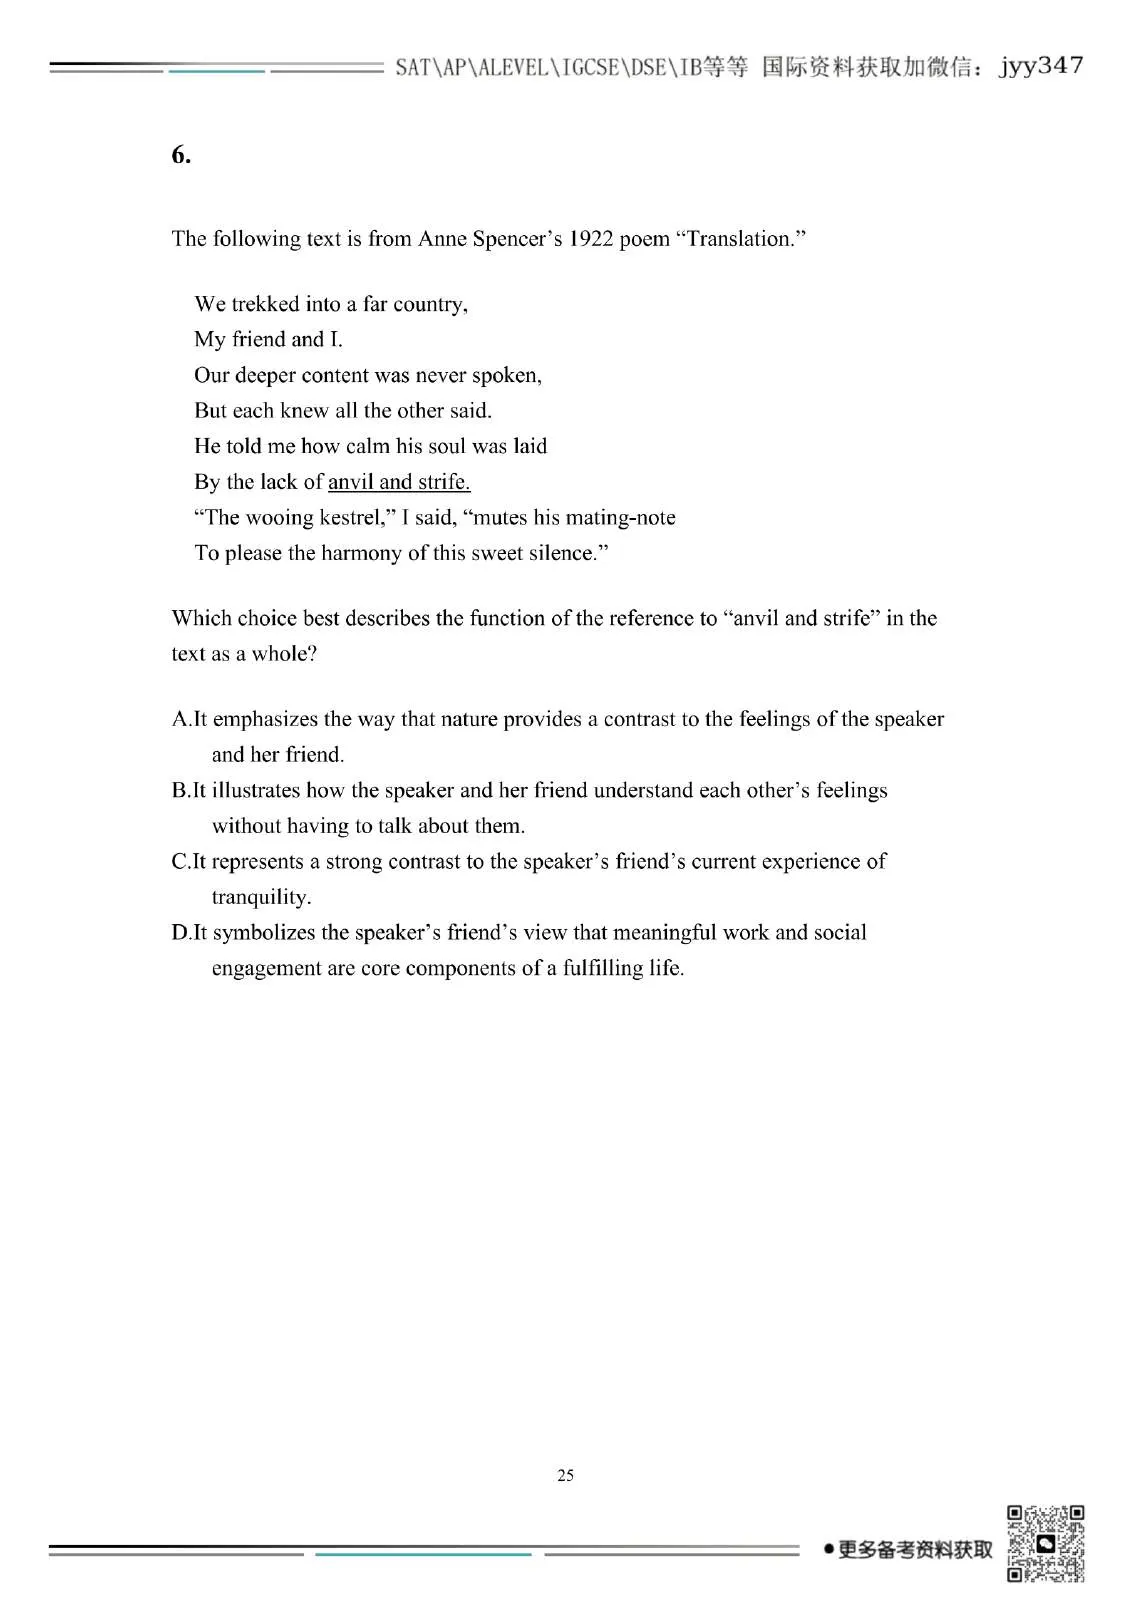 SAT\AP\ALEVEL\IGCSE\DSE\IB等等 国际资料获取加微信：jyy347
6.
The following text is from Anne Spencer’s 1922 poem “Translation.”
We trekked into a far country,
My friend and I.
Our deeper content was never spoken,
But each knew all the other said.
He told me how calm his soul was laid
By the lack of anvil and strife.
“The wooing kestrel,” I said, “mutes his mating-note
To please the harmony of this sweet silence.”
Which choice best describes the function of the reference to “anvil and strife” in the
text as a whole?
A.It emphasizes the way that nature provides a contrast to the feelings of the speaker
and her friend.
B.It illustrates how the speaker and her friend understand each other’s feelings
without having to talk about them.
C.It represents a strong contrast to the speaker’s friend’s current experience of
tranquility.
D.It symbolizes the speaker’s friend’s view that meaningful work and social
engagement are core components of a fulfilling life.
25
●更多备考资料获取